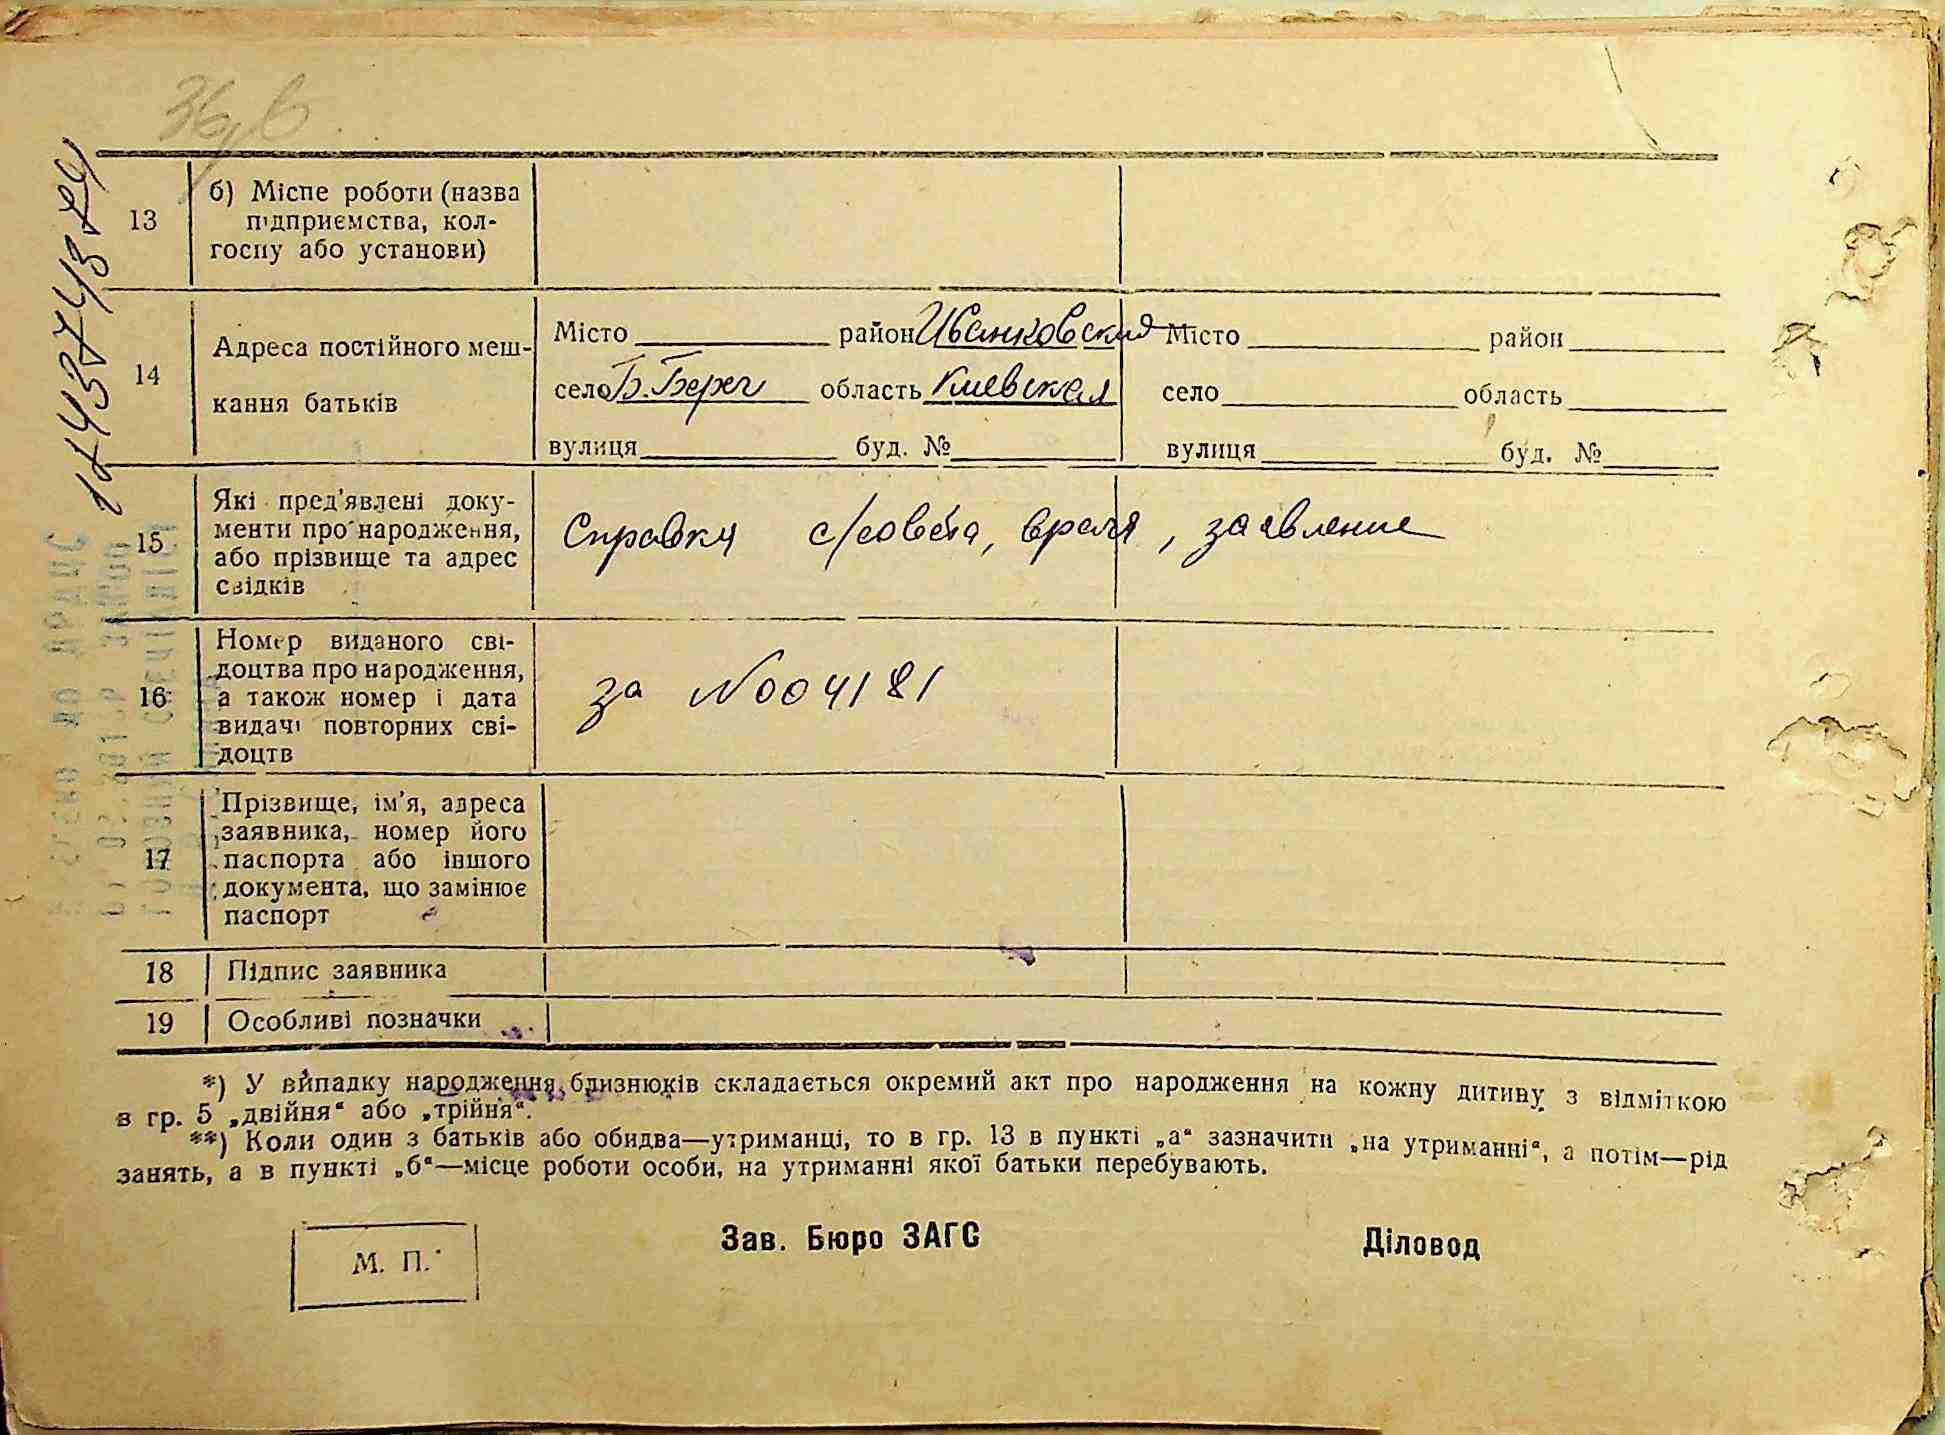 36,6
13
б) Міспе роботи (назва
підприємства, кол-
госпу або установи)
14
Адреса постійного меш-
кання батьків
Місто район Иванковский
село Б.-Берег область Киевская
вулиця буд. №
Місто район
село область
вулиця буд. №
15
Які пред'явлені доку-
менти про народження,
або прізвище та адрес
свідків
Справка с/совета, , заявление
16
Номер виданого сві-
доцтва про народження,
а також номер і дата
видачі повторних сві-
доцтв
за N004181
17
Прізвище, ім'я, адреса
заявника, номер його
паспорта або іншого
документа, що замінює
паспорт
18 Підпис заявника
19 Особливі позначки
*) У випадку народження близнюків складається окремий акт про народження на кожну дитину з відміткою
в гр. 5 „двійня“ або „трійня“.
**) Коли один з батьків або обидва—утриманці, то в гр. 13 в пункті „а“ зазначити „на утриманні“, а потім—рід
занять, а в пункті „б“—місце роботи особи, на утриманні якої батьки перебувають.
М. П.
Зав. Бюро ЗАГС
Діловод